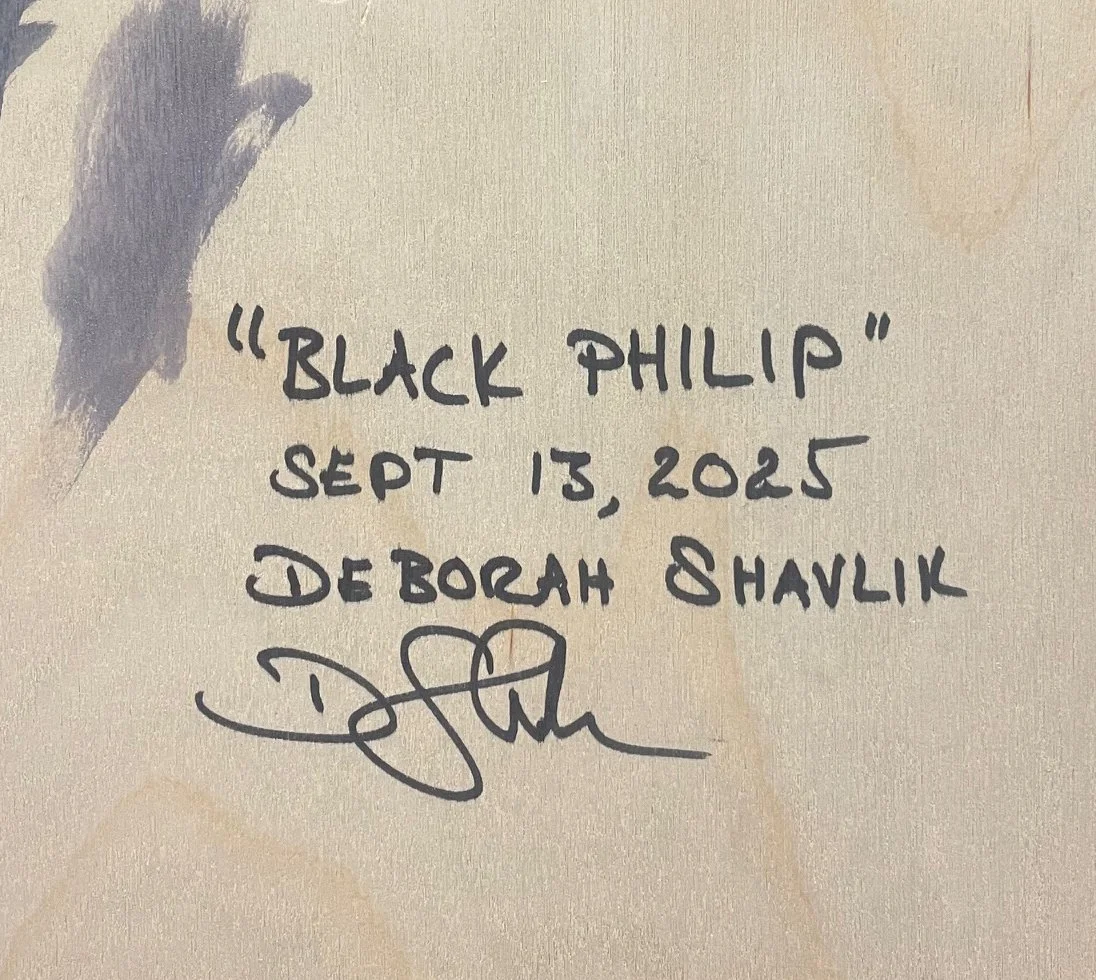 "BLACK PHILIP"
SEPT 13, 2025
DEBORAH SHAVLIK